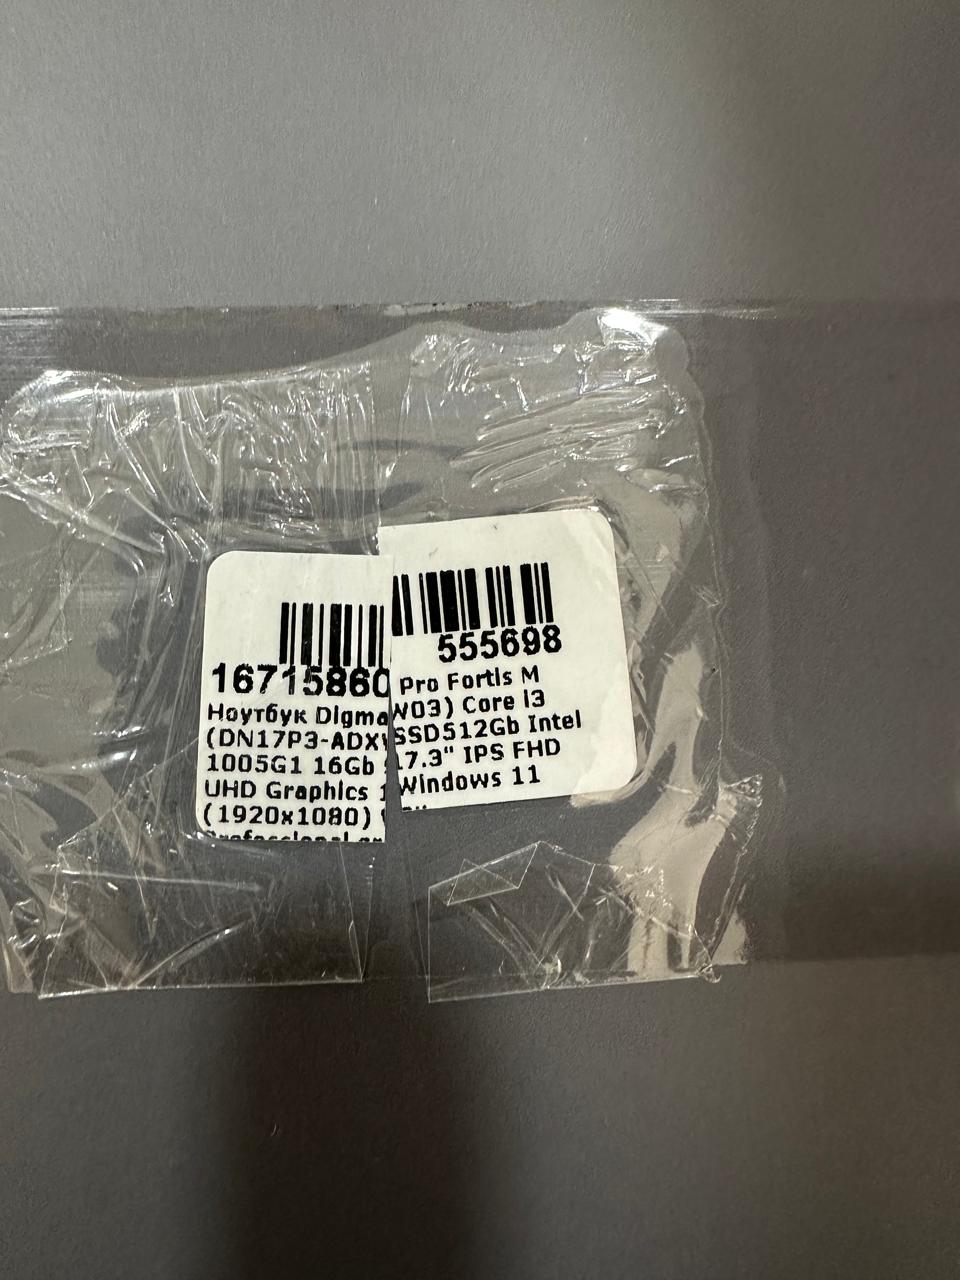 16715860 555698
Ноутбук Digma Pro Fortis M
(DN17P3-ADXW03) Core i3
1005G1 16Gb SSD512Gb Intel
UHD Graphics 17.3" IPS FHD
(1920x1080) Windows 11
Professional